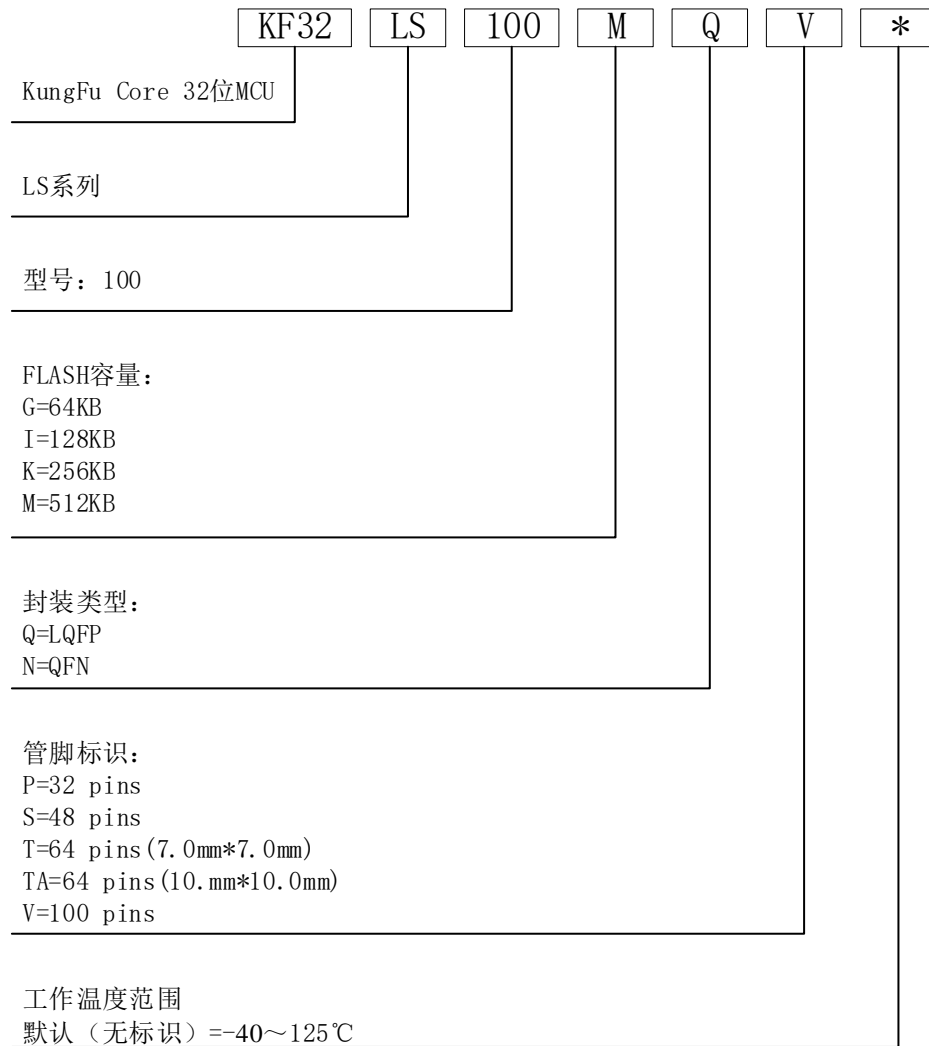 KF32 LS 100 M Q V *
KungFu Core 32位MCU
LS系列
型号：100
FLASH容量：
G=64KB
I=128KB
K=256KB
M=512KB
封装类型：
Q=LQFP
N=QFN
管脚标识：
P=32 pins
S=48 pins
T=64 pins(7.0mm*7.0mm)
TA=64 pins(10.mm*10.0mm)
V=100 pins
工作温度范围
默认（无标识）=-40～125℃